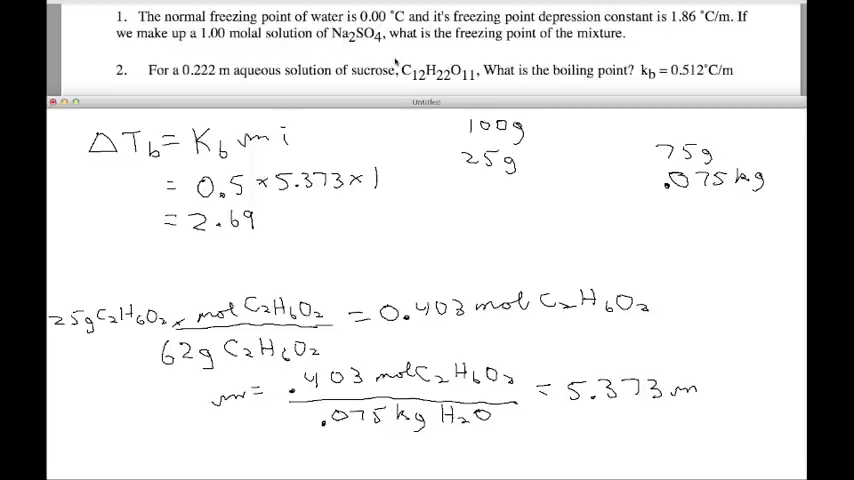 1. The normal freezing point of water is 0.00 ˚C and it's freezing point depression constant is 1.86 ˚C/m. If
we make up a 1.00 molal solution of Na₂SO₄, what is the freezing point of the mixture.
2. For a 0.222 m aqueous solution of sucrose, C₁₂H₂₂O₁₁, What is the boiling point? k_b = 0.512˚C/m
Untitled
△T_b = K_b m i
100g
25g
75g
.075 kg
= 0.5 × 5.373 × 1
= 2.69
25g C₂H₆O₂ × mol C₂H₆O₂ = 0.403 mol C₂H₆O₂
62g C₂H₆O₂
m = .403 mol C₂H₆O₂ = 5.373 m
.075 kg H₂O